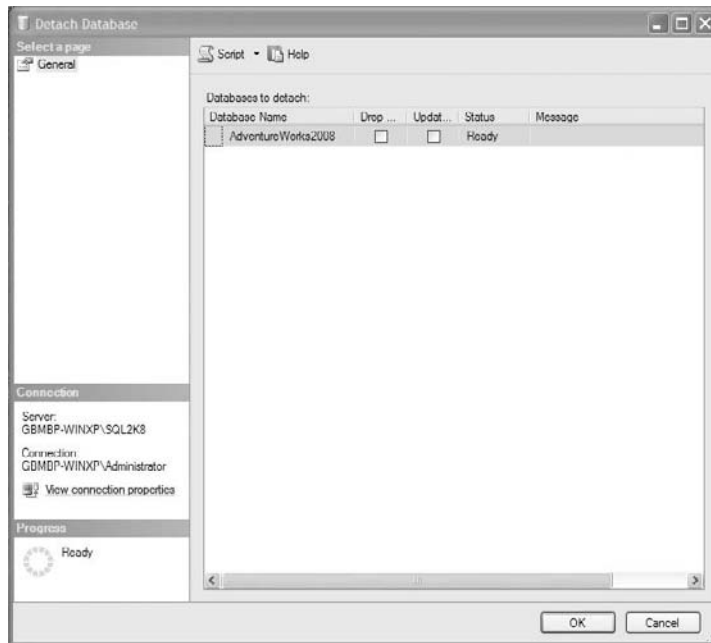 Detach Database
Select a page
General
Script Help
Databases to detach:
Database Name Drop ... Updat... Status Message
AdventureWorks2008 Ready
Connection
Server:
GBMBP-WINXP\SQL2K8
Connection
GBMBP-WINXP\Administrator
View connection properties
Progress
Ready
OK Cancel